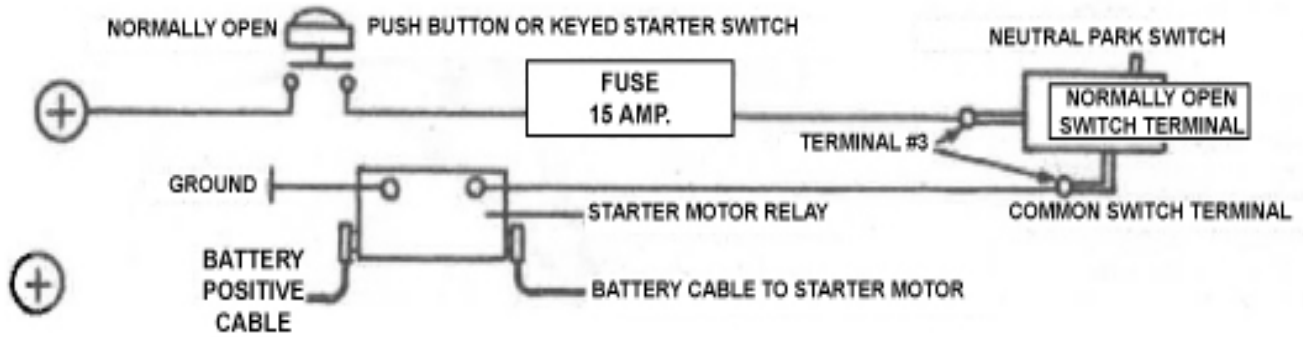 NORMALLY OPEN
PUSH BUTTON OR KEYED STARTER SWITCH
NEUTRAL PARK SWITCH
FUSE
15 AMP.
NORMALLY OPEN
SWITCH TERMINAL
TERMINAL #3
GROUND
STARTER MOTOR RELAY
COMMON SWITCH TERMINAL
BATTERY
POSITIVE
CABLE
BATTERY CABLE TO STARTER MOTOR